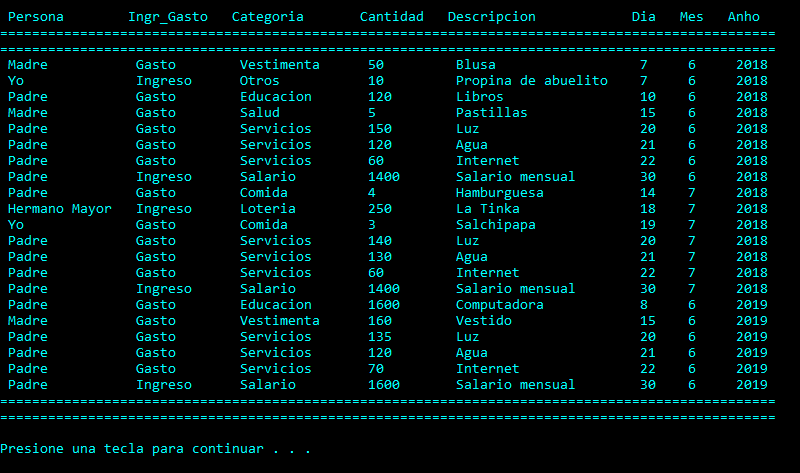 Persona Ingr_Gasto Categoria Cantidad Descripcion Dia Mes Anho
=================================================================================================
=================================================================================================
Madre Gasto Vestimenta 50 Blusa 7 6 2018
Yo Ingreso Otros 10 Propina de abuelito 7 6 2018
Padre Gasto Educacion 120 Libros 10 6 2018
Madre Gasto Salud 5 Pastillas 15 6 2018
Padre Gasto Servicios 150 Luz 20 6 2018
Padre Gasto Servicios 120 Agua 21 6 2018
Padre Gasto Servicios 60 Internet 22 6 2018
Padre Ingreso Salario 1400 Salario mensual 30 6 2018
Padre Gasto Comida 4 Hamburguesa 14 7 2018
Hermano Mayor Ingreso Loteria 250 La Tinka 18 7 2018
Yo Gasto Comida 3 Salchipapa 19 7 2018
Padre Gasto Servicios 140 Luz 20 7 2018
Padre Gasto Servicios 130 Agua 21 7 2018
Padre Gasto Servicios 60 Internet 22 7 2018
Padre Ingreso Salario 1400 Salario mensual 30 7 2018
Padre Gasto Educacion 1600 Computadora 8 6 2019
Madre Gasto Vestimenta 160 Vestido 15 6 2019
Padre Gasto Servicios 135 Luz 20 6 2019
Padre Gasto Servicios 120 Agua 21 6 2019
Padre Gasto Servicios 70 Internet 22 6 2019
Padre Ingreso Salario 1600 Salario mensual 30 6 2019
=================================================================================================
=================================================================================================
Presione una tecla para continuar . . .